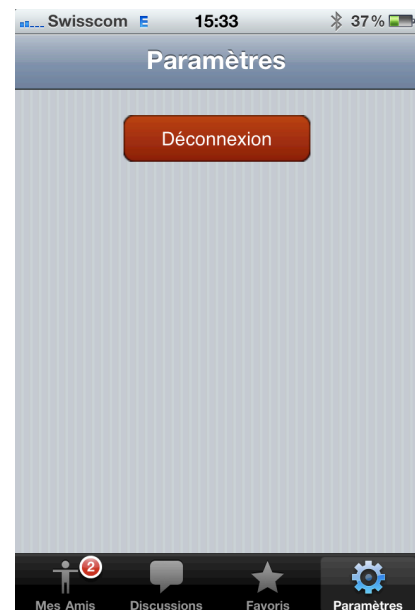 Swisscom E 15:33 37%
Paramètres
Déconnexion
2
Mes Amis Discussions Favoris Paramètres